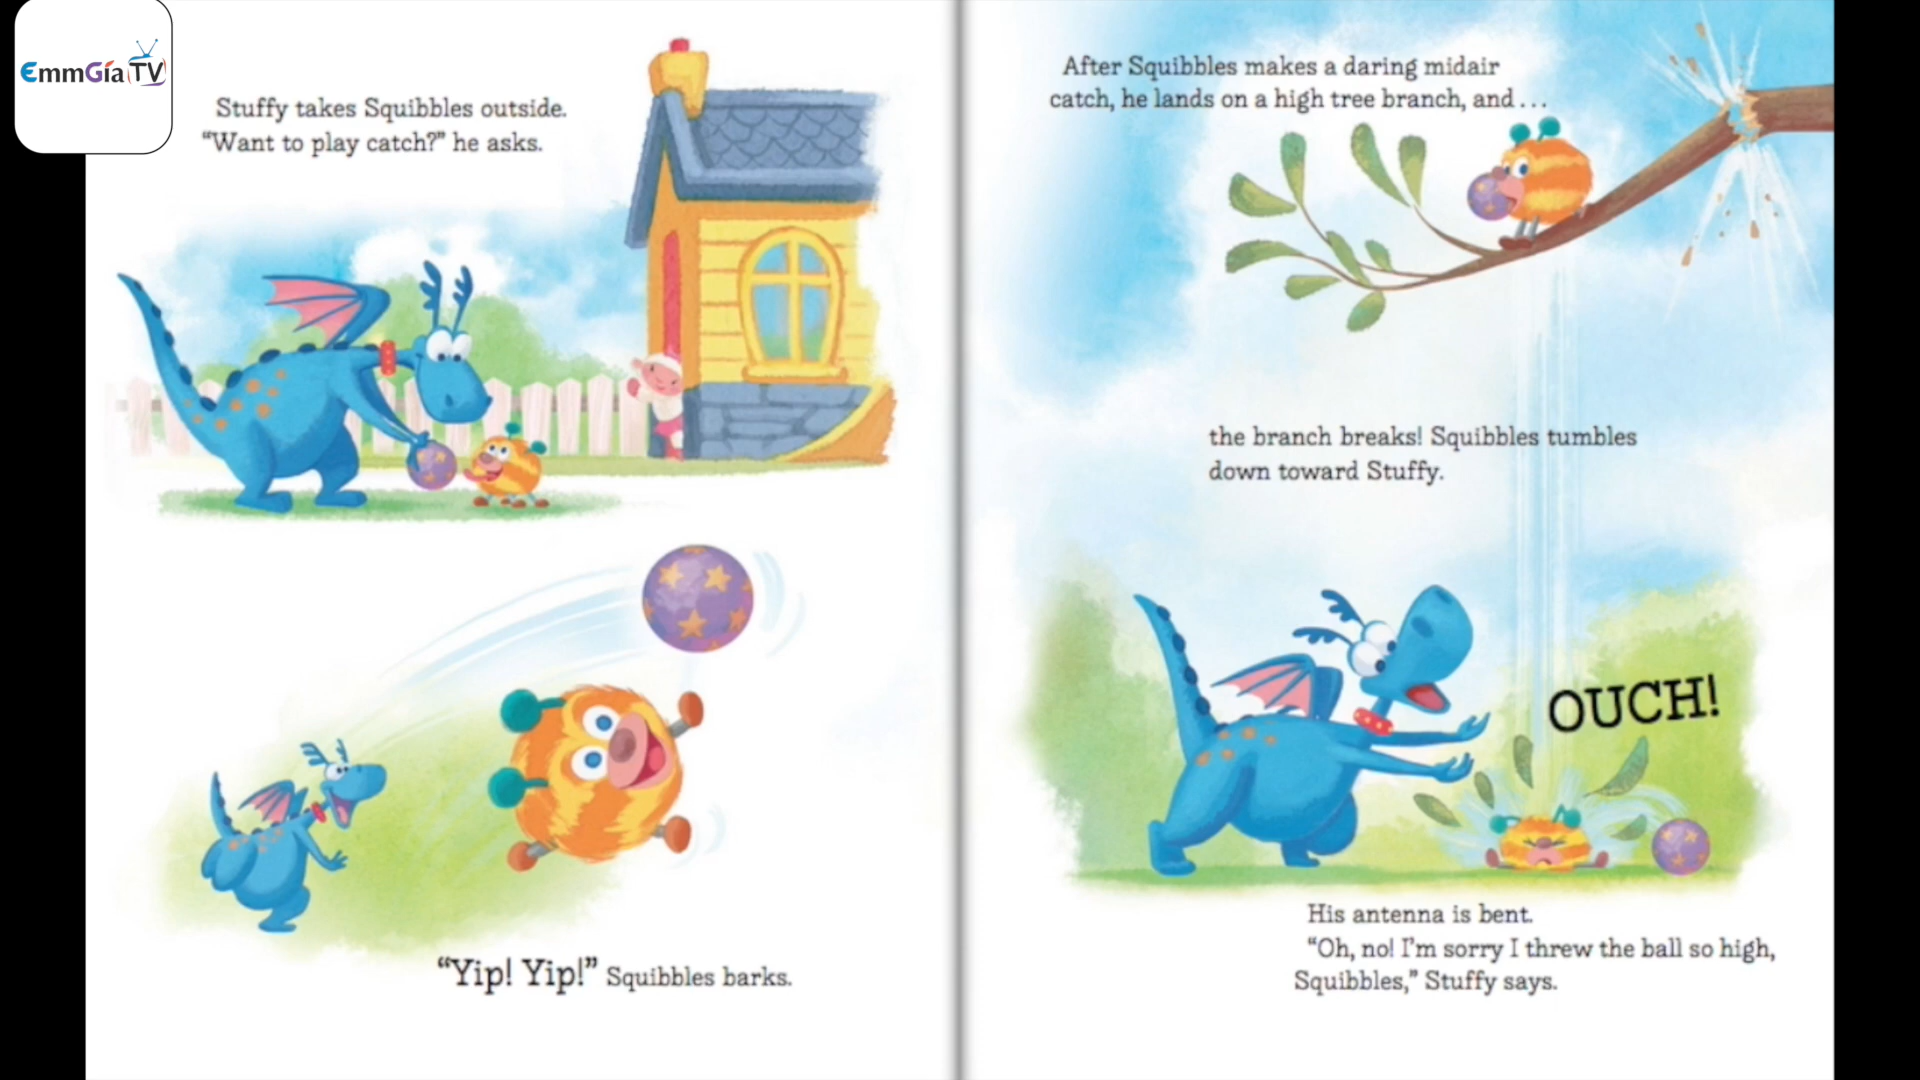 EmmGia TV
Stuffy takes Squibbles outside.
“Want to play catch?” he asks.
“Yip! Yip!” Squibbles barks.
After Squibbles makes a daring midair
catch, he lands on a high tree branch, and . . .
the branch breaks! Squibbles tumbles
down toward Stuffy.
OUCH!
His antenna is bent.
“Oh, no! I’m sorry I threw the ball so high,
Squibbles,” Stuffy says.